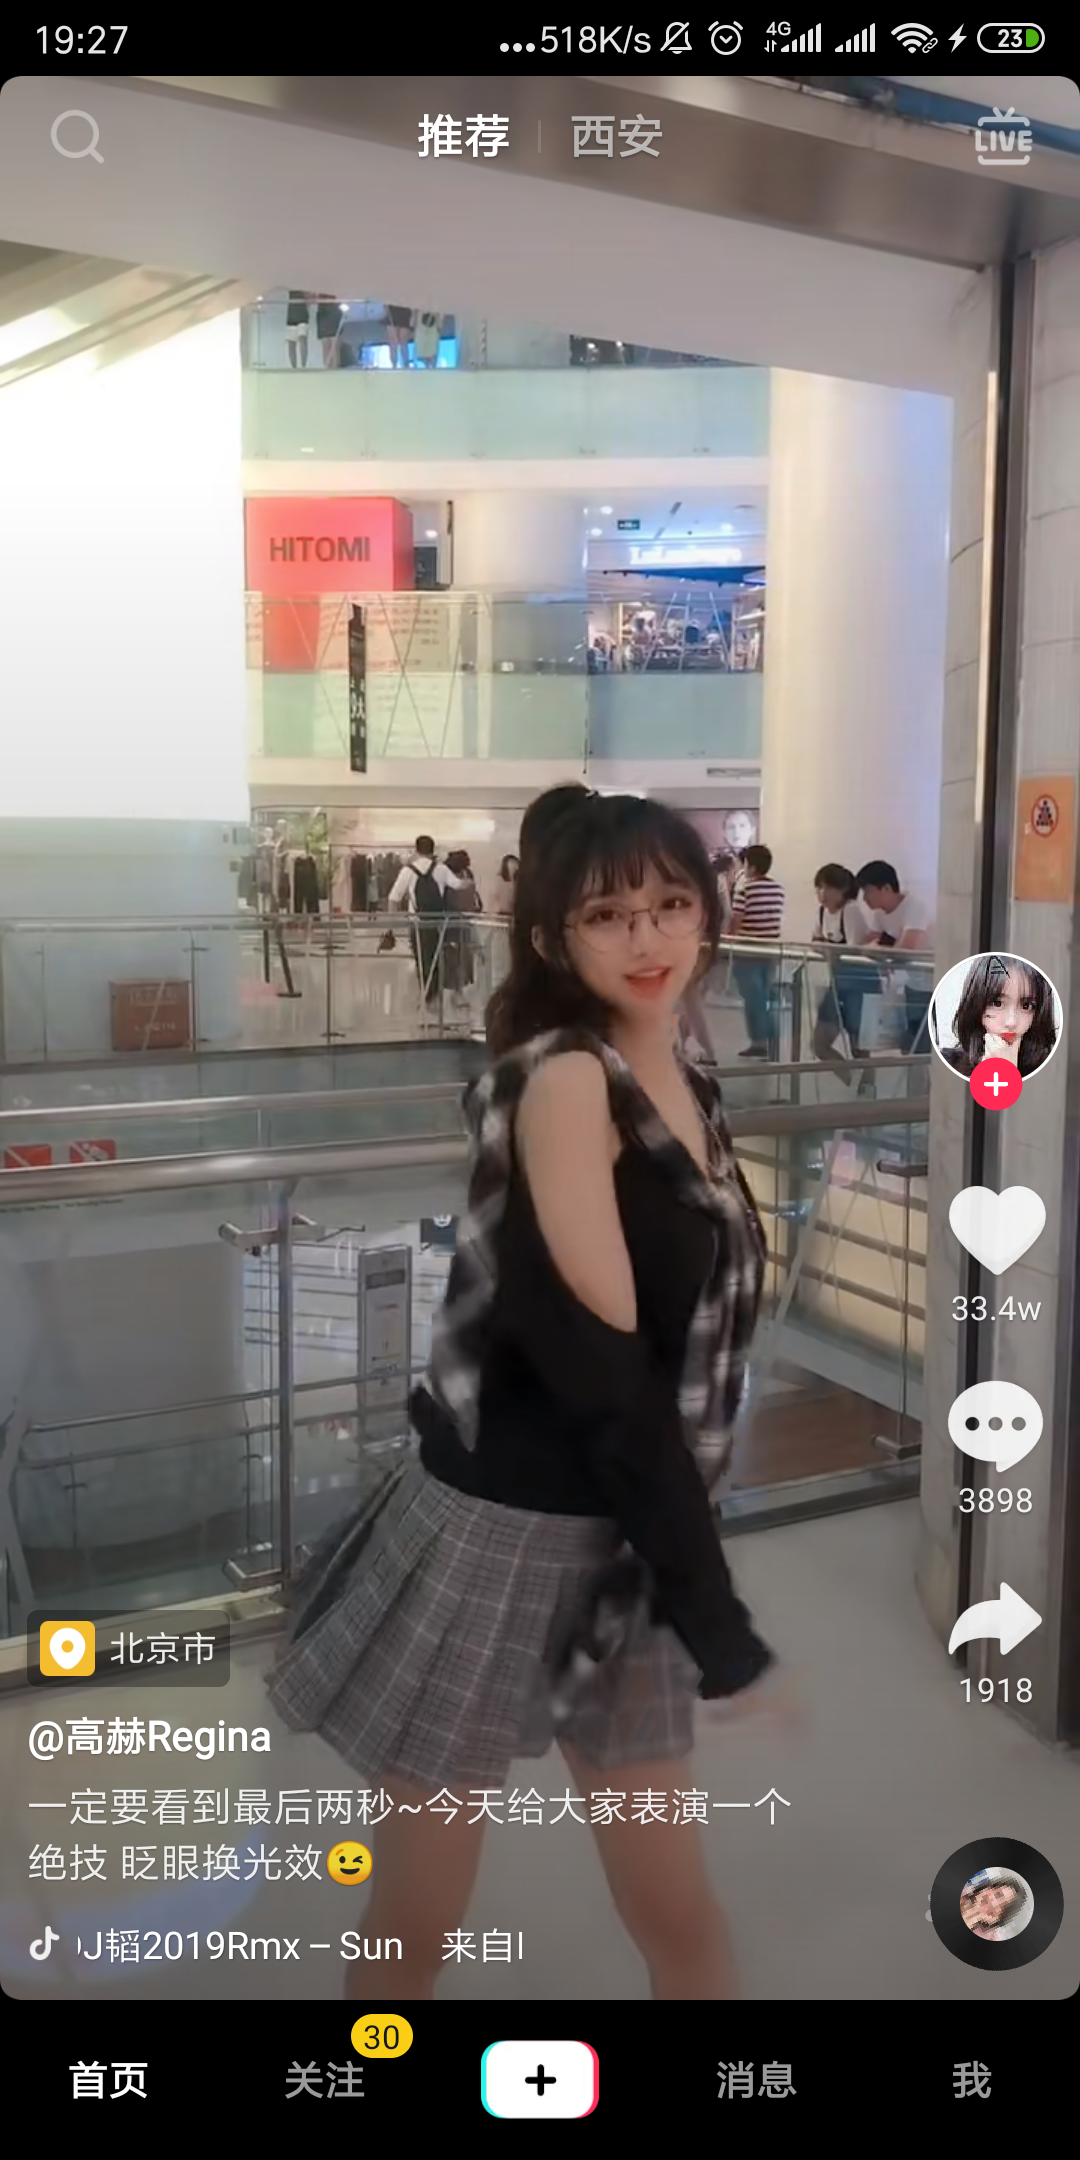 19:27
...518K/s
4G
23
推荐
西安
LIVE
HITOMI
北京市
@高赫Regina
一定要看到最后两秒~今天给大家表演一个
绝技 眨眼换光效😉
J韬2019Rmx – Sun 来自
33.4w
3898
1918
首页
关注
30
消息
我